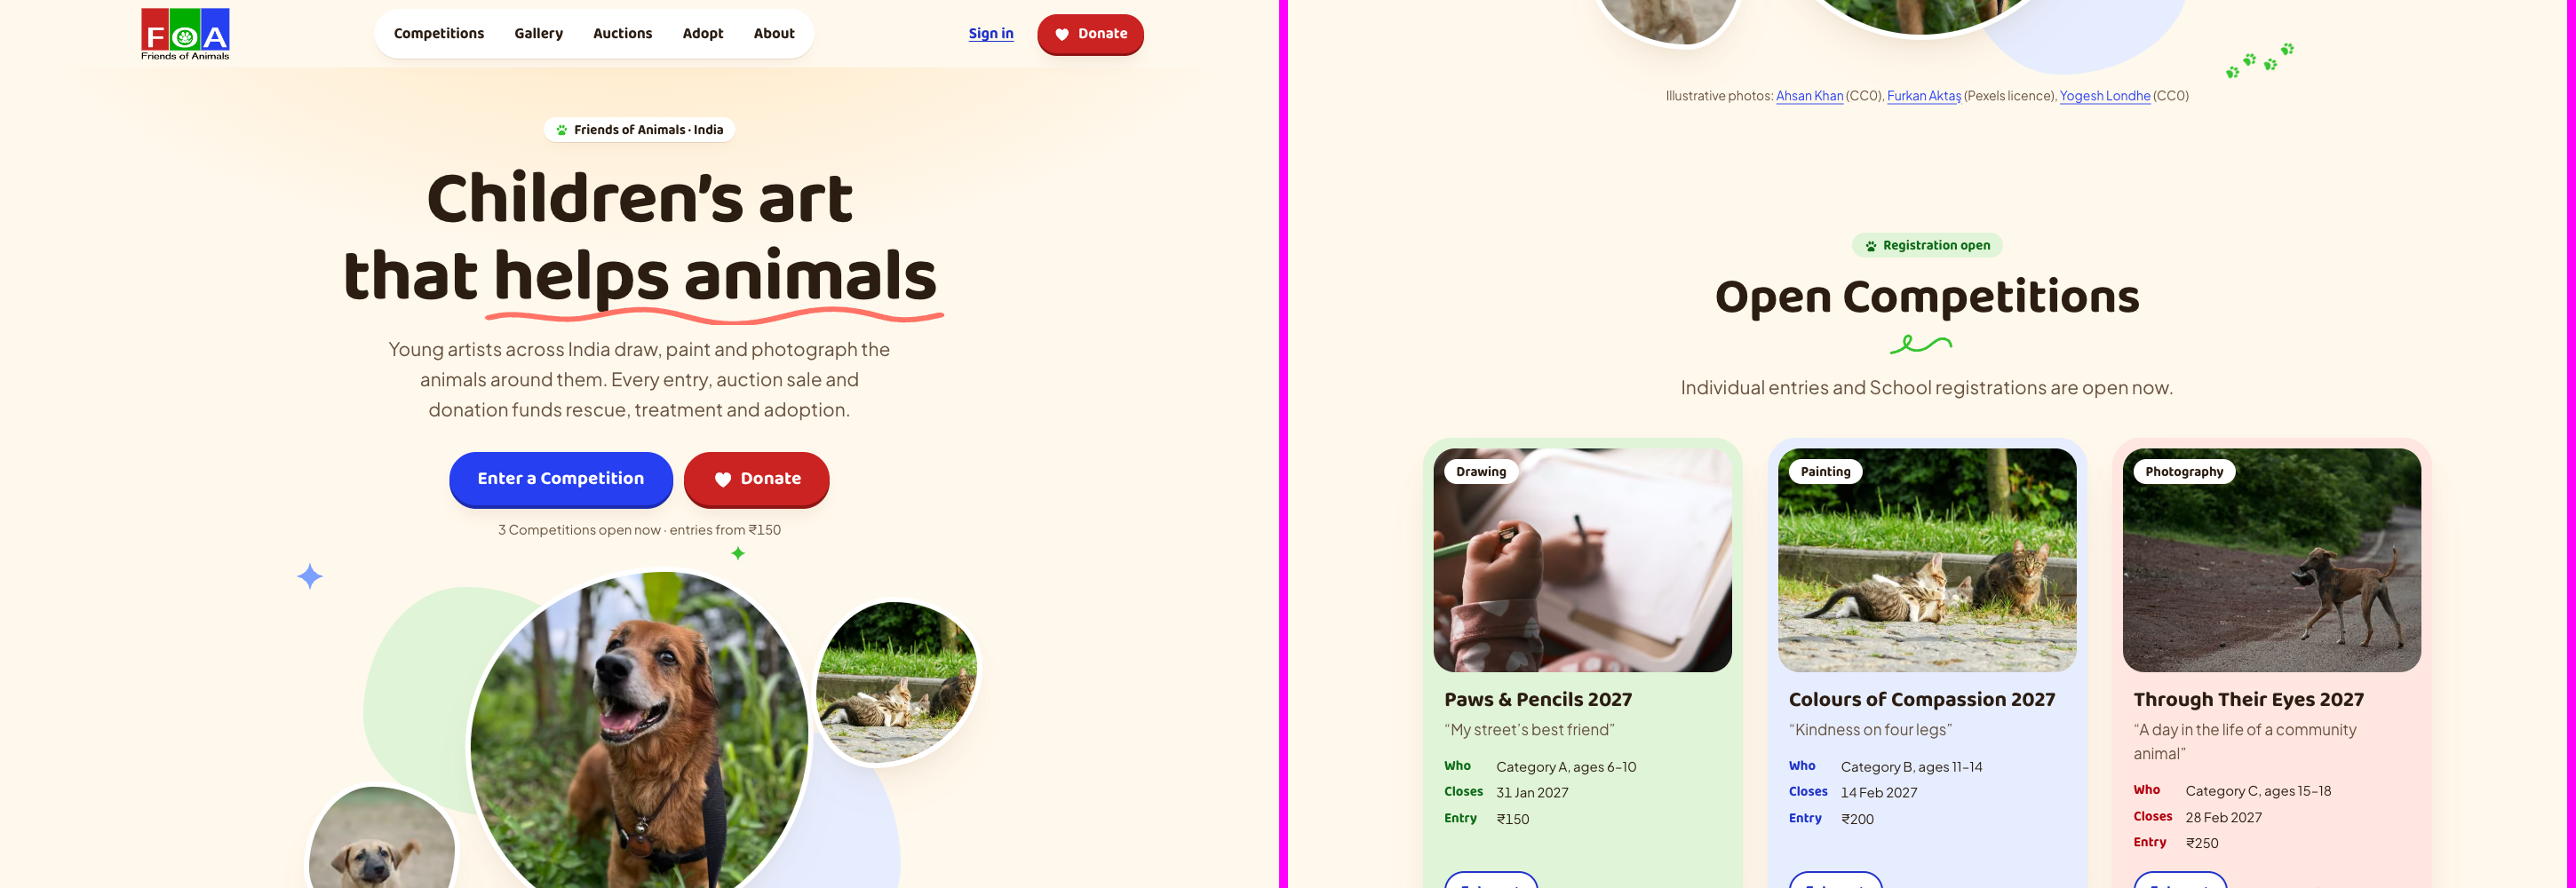 FOA
Friends of Animals
Competitions
Gallery
Auctions
Adopt
About
Sign in
Donate
Friends of Animals · India
Children’s art
that helps animals
Young artists across India draw, paint and photograph the
animals around them. Every entry, auction sale and
donation funds rescue, treatment and adoption.
Enter a Competition
Donate
3 Competitions open now · entries from ₹150
Illustrative photos: Ahsan Khan (CC0), Furkan Aktaş (Pexels licence), Yogesh Londhe (CC0)
Registration open
Open Competitions
Individual entries and School registrations are open now.
Drawing
Paws & Pencils 2027
“My street’s best friend”
Who Category A, ages 6–10
Closes 31 Jan 2027
Entry ₹150
Painting
Colours of Compassion 2027
“Kindness on four legs”
Who Category B, ages 11–14
Closes 14 Feb 2027
Entry ₹200
Photography
Through Their Eyes 2027
“A day in the life of a community
animal”
Who Category C, ages 15–18
Closes 28 Feb 2027
Entry ₹250